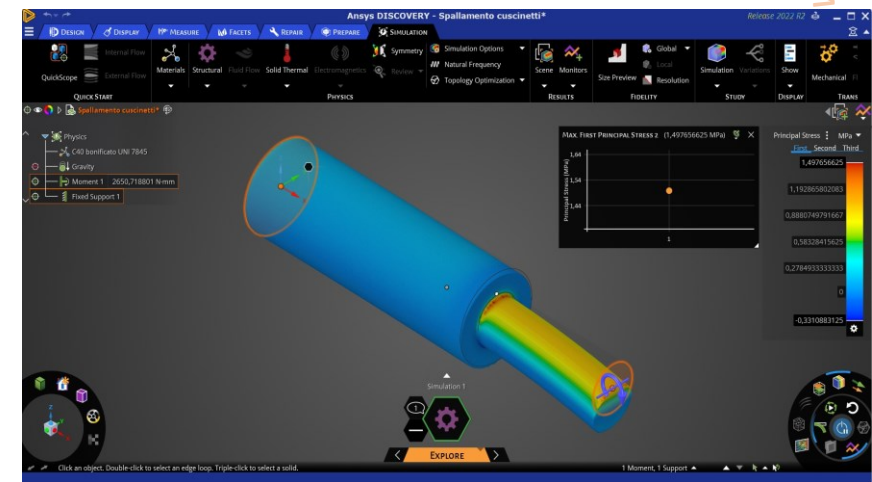 Ansys DISCOVERY - Spallamento cuscinetti*
Release 2022 R2
DESIGN
DISPLAY
MEASURE
FACETS
REPAIR
PREPARE
SIMULATION
Internal Flow
External Flow
QuickScope
Materials
Structural
Fluid Flow
Solid Thermal
Electromagnetics
Symmetry
Review
Simulation Options
Natural Frequency
Topology Optimization
Scene
Monitors
Size Preview
Global
Local
Resolution
Simulation
Variations
Show
Mechanical
QUICK START
PHYSICS
RESULTS
FIDELITY
STUDY
DISPLAY
TRANS
Spallamento cuscinetti*
Physics
C40 bonificato UNI 7845
Gravity
Moment 1 2650,718801 N·mm
Fixed Support 1
MAX FIRST PRINCIPAL STRESS 2 (1,497656625 MPa)
Principal Stress (MPa)
1,64
1,54
1,44
1
Principal Stress MPa
First Second Third
1,497656625
1,192865802083
0,8880749791667
0,58328415625
0,2784933333333
0
-0,3310883125
Simulation 1
1
EXPLORE
Click an object. Double-click to select an edge loop. Triple-click to select a solid.
1 Moment, 1 Support